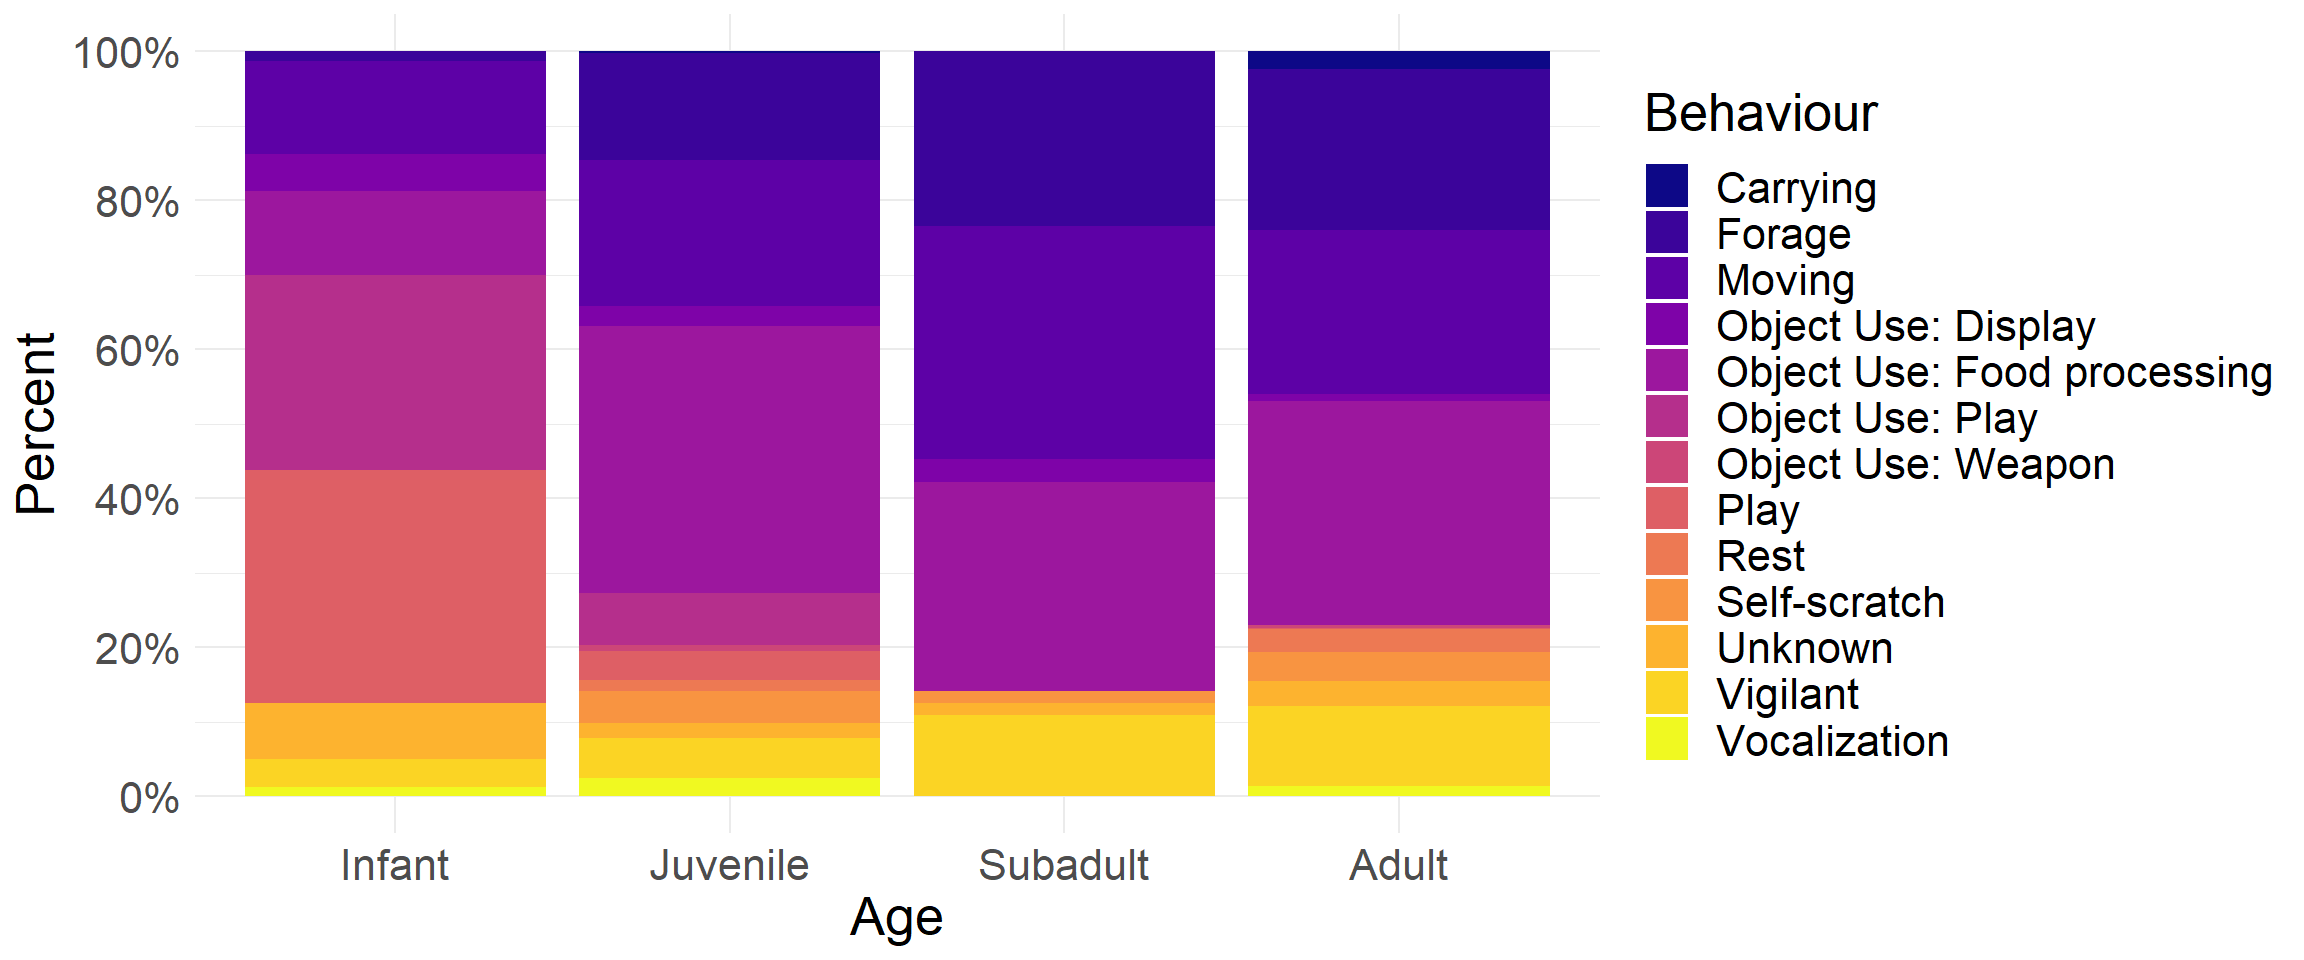 100%
80%
60%
40%
20%
0%
Percent
Infant
Juvenile
Subadult
Adult
Age
Behaviour
Carrying
Forage
Moving
Object Use: Display
Object Use: Food processing
Object Use: Play
Object Use: Weapon
Play
Rest
Self-scratch
Unknown
Vigilant
Vocalization